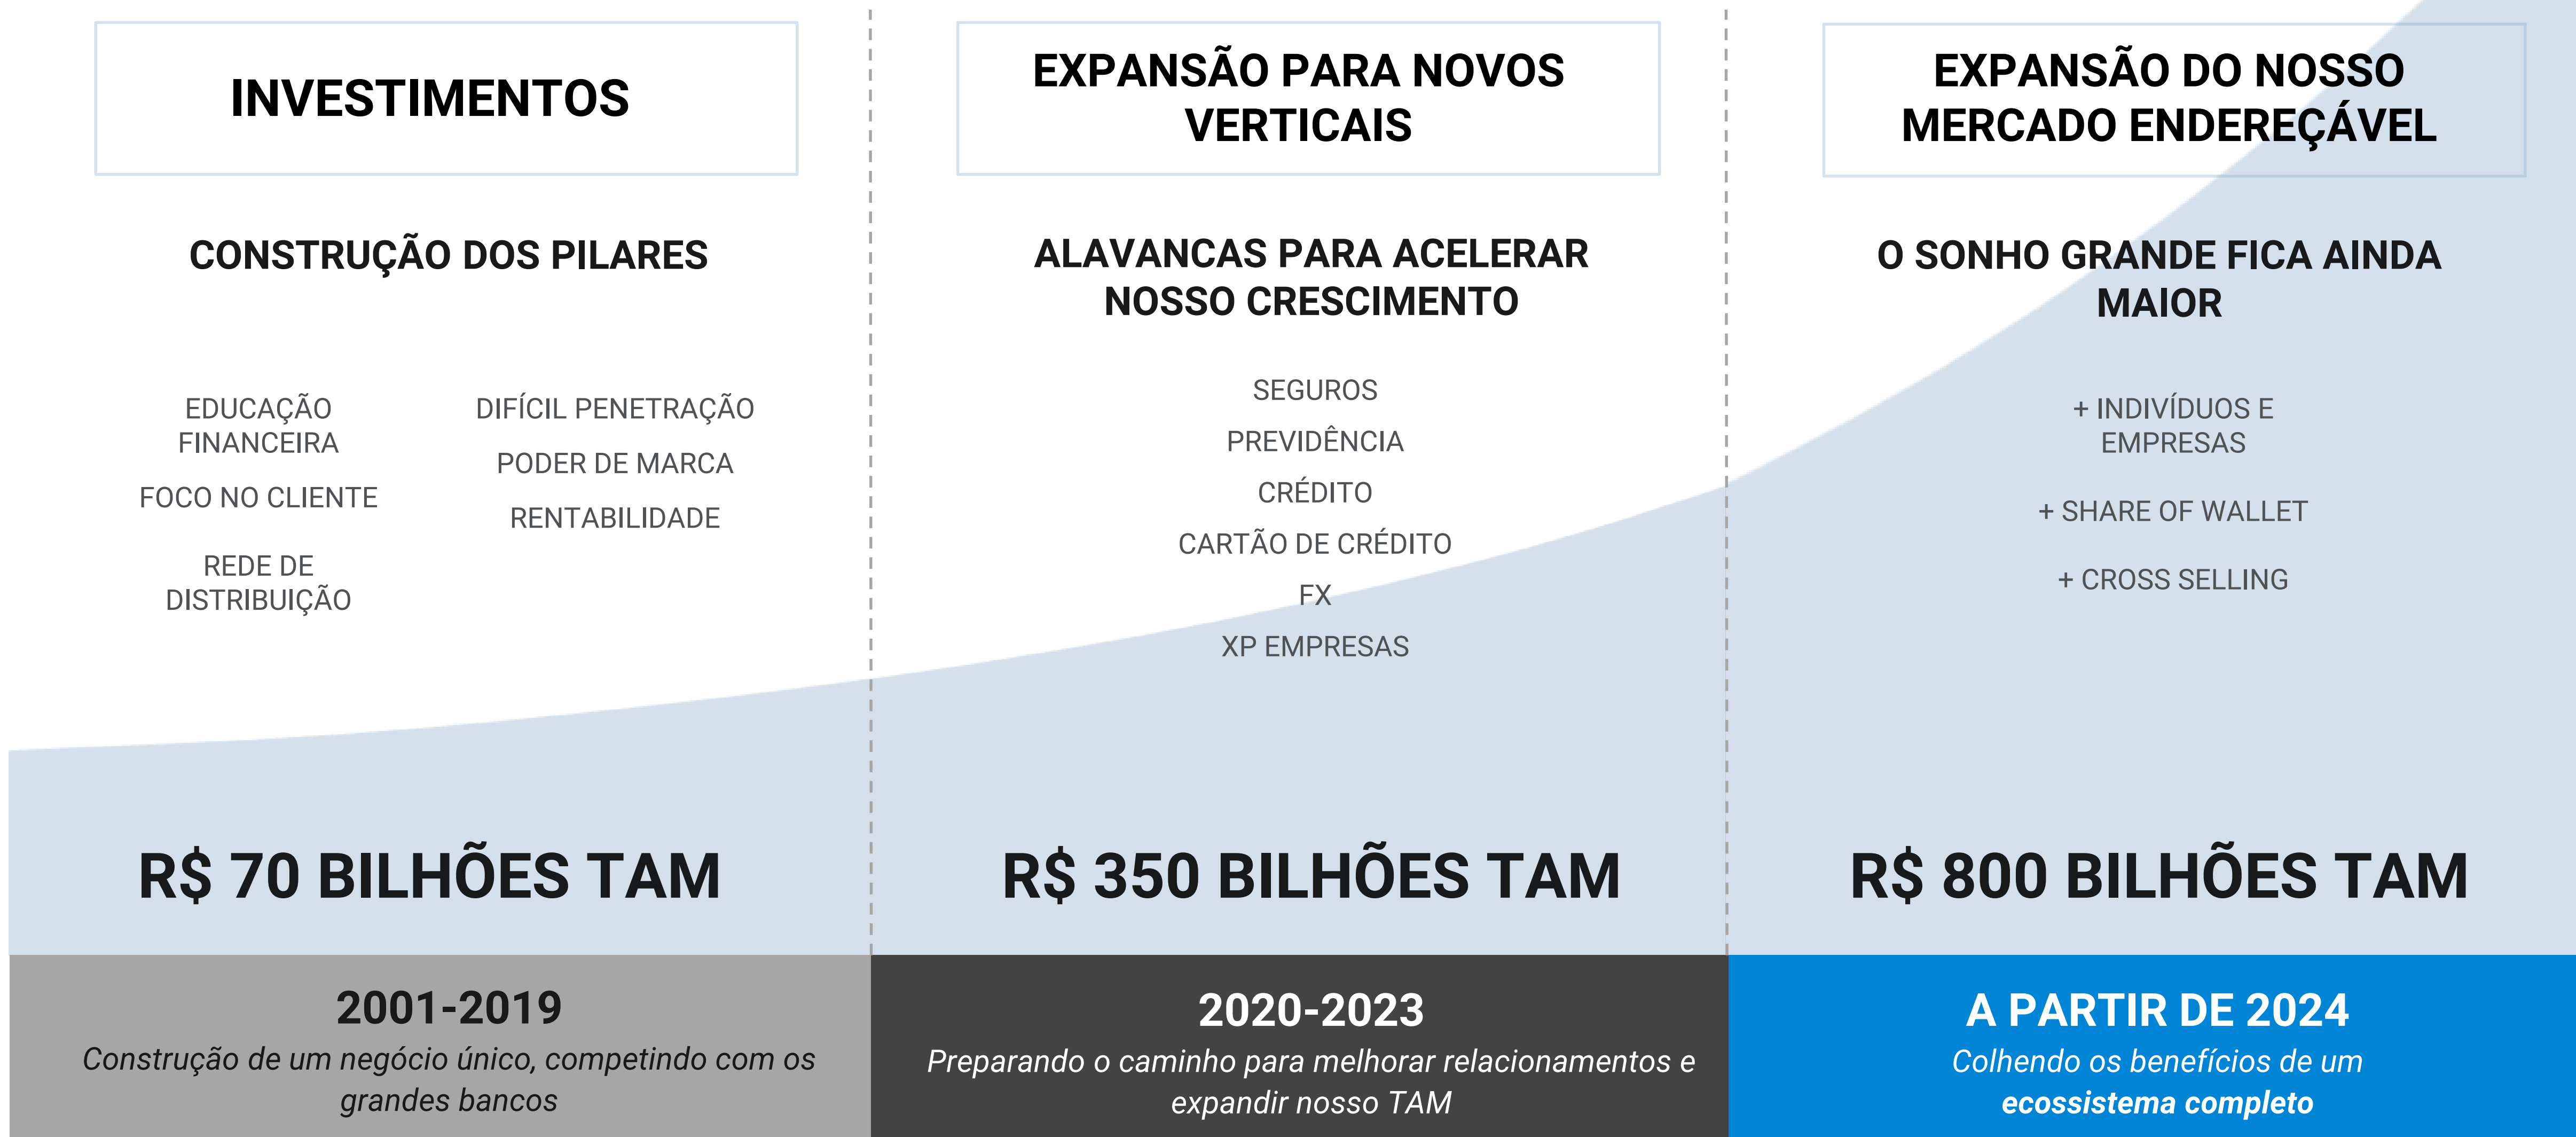 INVESTIMENTOS
CONSTRUÇÃO DOS PILARES
EDUCAÇÃO
FINANCEIRA
FOCO NO CLIENTE
REDE DE
DISTRIBUIÇÃO
DIFÍCIL PENETRAÇÃO
PODER DE MARCA
RENTABILIDADE
R$ 70 BILHÕES TAM
2001-2019
Construção de um negócio único, competindo com os
grandes bancos
EXPANSÃO PARA NOVOS
VERTICAIS
ALAVANCAS PARA ACELERAR
NOSSO CRESCIMENTO
SEGUROS
PREVIDÊNCIA
CRÉDITO
CARTÃO DE CRÉDITO
FX
XP EMPRESAS
R$ 350 BILHÕES TAM
2020-2023
Preparando o caminho para melhorar relacionamentos e
expandir nosso TAM
EXPANSÃO DO NOSSO
MERCADO ENDEREÇÁVEL
O SONHO GRANDE FICA AINDA
MAIOR
+ INDIVÍDUOS E
EMPRESAS
+ SHARE OF WALLET
+ CROSS SELLING
R$ 800 BILHÕES TAM
A PARTIR DE 2024
Colhendo os benefícios de um
ecossistema completo